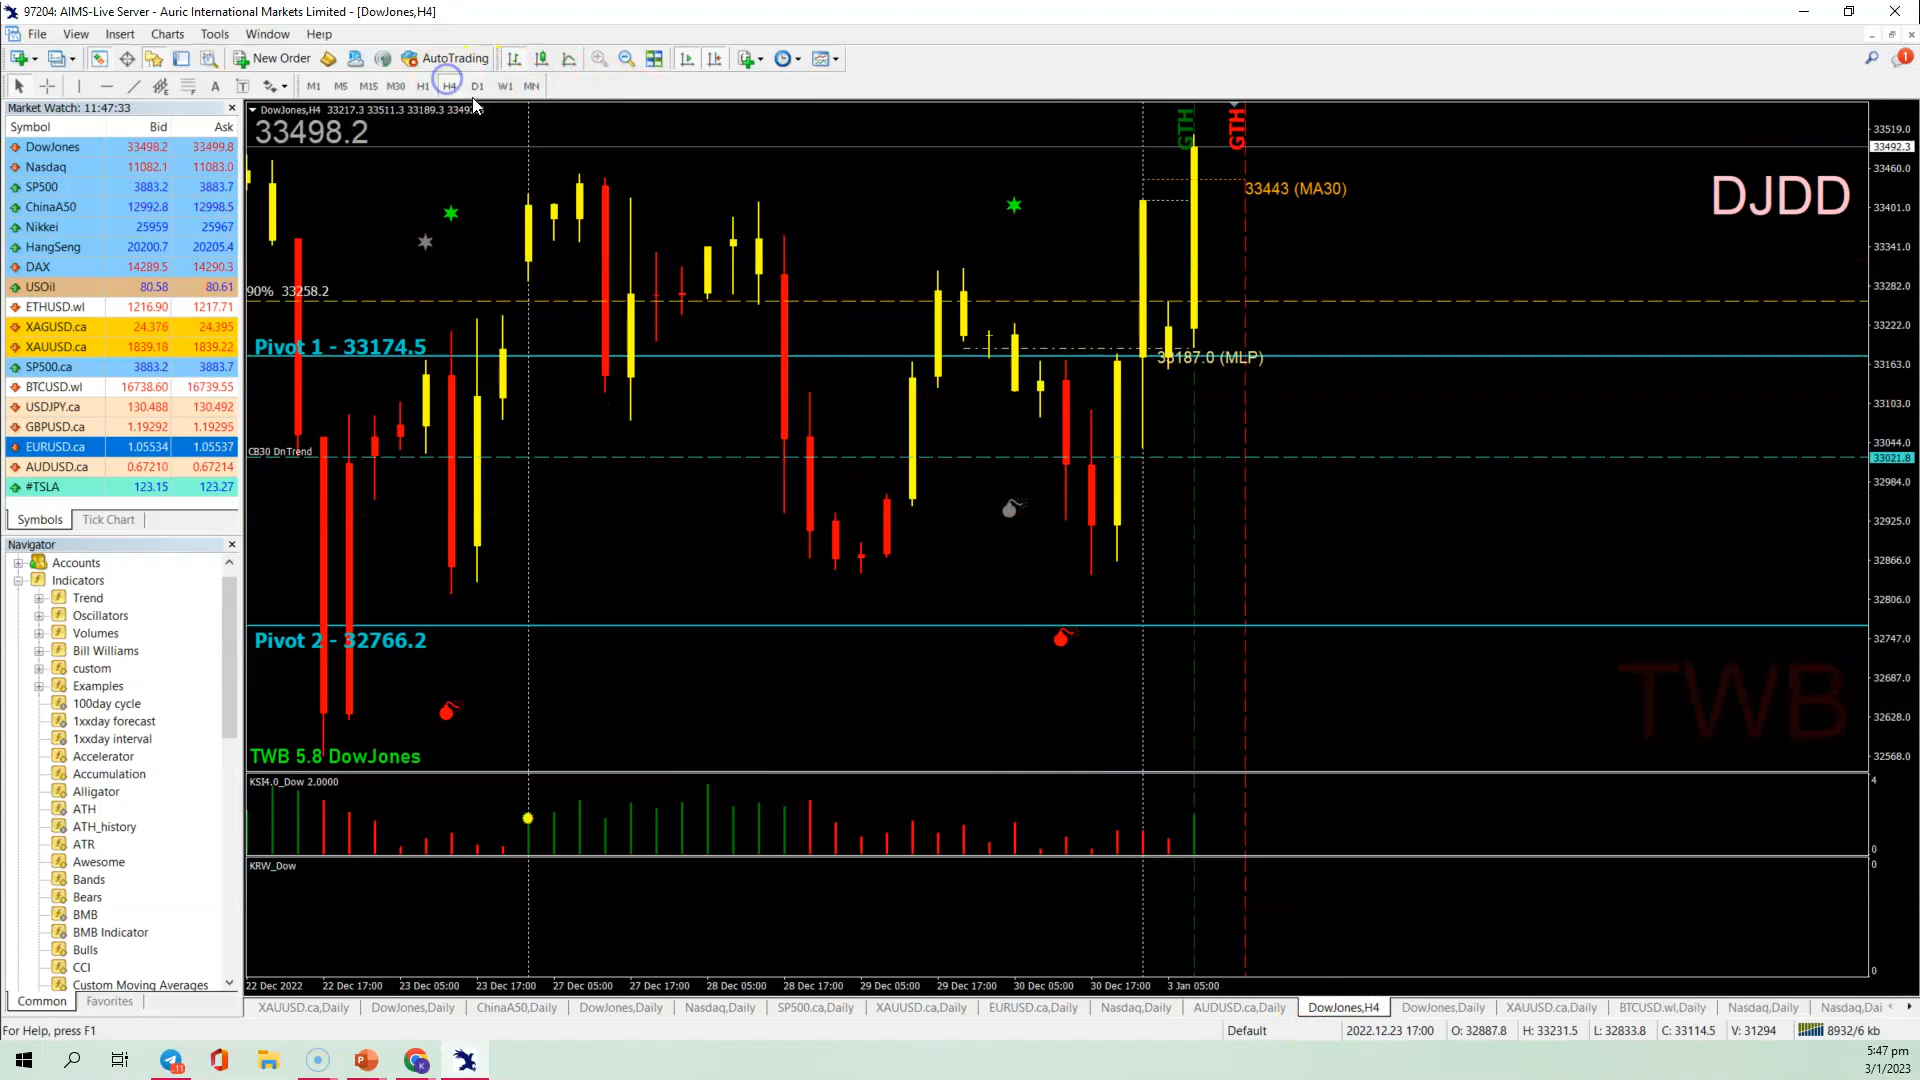 97204: AIMS-Live Server - Auric International Markets Limited - [DowJones,H4]
File View Insert Charts Tools Window Help
New Order AutoTrading
1
A T M1 M5 M15 M30 H1 H4 D1 W1 MN
Market Watch: 11:47:33
Symbol Bid Ask
DowJones 33498.2 33499.8
Nasdaq 11082.1 11083.0
SP500 3883.2 3883.7
ChinaA50 12992.8 12998.5
Nikkei 25959 25967
HangSeng 20200.7 20205.4
DAX 14289.5 14290.3
USOil 80.58 80.61
ETHUSD.wl 1216.90 1217.71
XAGUSD.ca 24.376 24.395
XAUUSD.ca 1839.18 1839.22
SP500.ca 3883.2 3883.7
BTCUSD.wl 16738.60 16739.55
USDJPY.ca 130.488 130.492
GBPUSD.ca 1.19292 1.19295
EURUSD.ca 1.05534 1.05537
AUDUSD.ca 0.67210 0.67214
#TSLA 123.15 123.27
Symbols Tick Chart
Navigator
Accounts
Indicators
Trend
Oscillators
Volumes
Bill Williams
custom
Examples
100day cycle
1xxday forecast
1xxday interval
Accelerator
Accumulation
Alligator
ATH
ATH_history
ATR
Awesome
Bands
Bears
BMB
BMB Indicator
Bulls
CCI
Custom Moving Averages
Common Favorites
DowJones,H4 33217.3 33511.3 33189.3
33498.2
GTH GTH
33443 (MA30)
DJDD
90% 33258.2
Pivot 1 - 33174.5
33187.0 (MLP)
CB30 DnTrend
Pivot 2 - 32766.2
TWB
TWB 5.8 DowJones
KSI4.0_Dow 2.0000
KRW_Dow
33519.0
33492.3
33460.0
33401.0
33341.0
33282.0
33222.0
33163.0
33103.0
33044.0
33021.8
32984.0
32925.0
32866.0
32806.0
32747.0
32687.0
32628.0
32568.0
4
0
0
0
22 Dec 2022 22 Dec 17:00 23 Dec 05:00 23 Dec 17:00 27 Dec 05:00 27 Dec 17:00 28 Dec 05:00 28 Dec 17:00 29 Dec 05:00 29 Dec 17:00 30 Dec 05:00 30 Dec 17:00 3 Jan 05:00
XAUUSD.ca,Daily DowJones,Daily ChinaA50,Daily DowJones,Daily Nasdaq,Daily SP500.ca,Daily XAUUSD.ca,Daily EURUSD.ca,Daily Nasdaq,Daily AUDUSD.ca,Daily DowJones,H4 DowJones,Daily XAUUSD.ca,Daily BTCUSD.wl,Daily Nasdaq,Daily Nasdaq,Dai
For Help, press F1 Default 2022.12.23 17:00 O: 32887.8 H: 33231.5 L: 32833.8 C: 33114.5 V: 31294 8932/6 kb
5:47 pm
3/1/2023